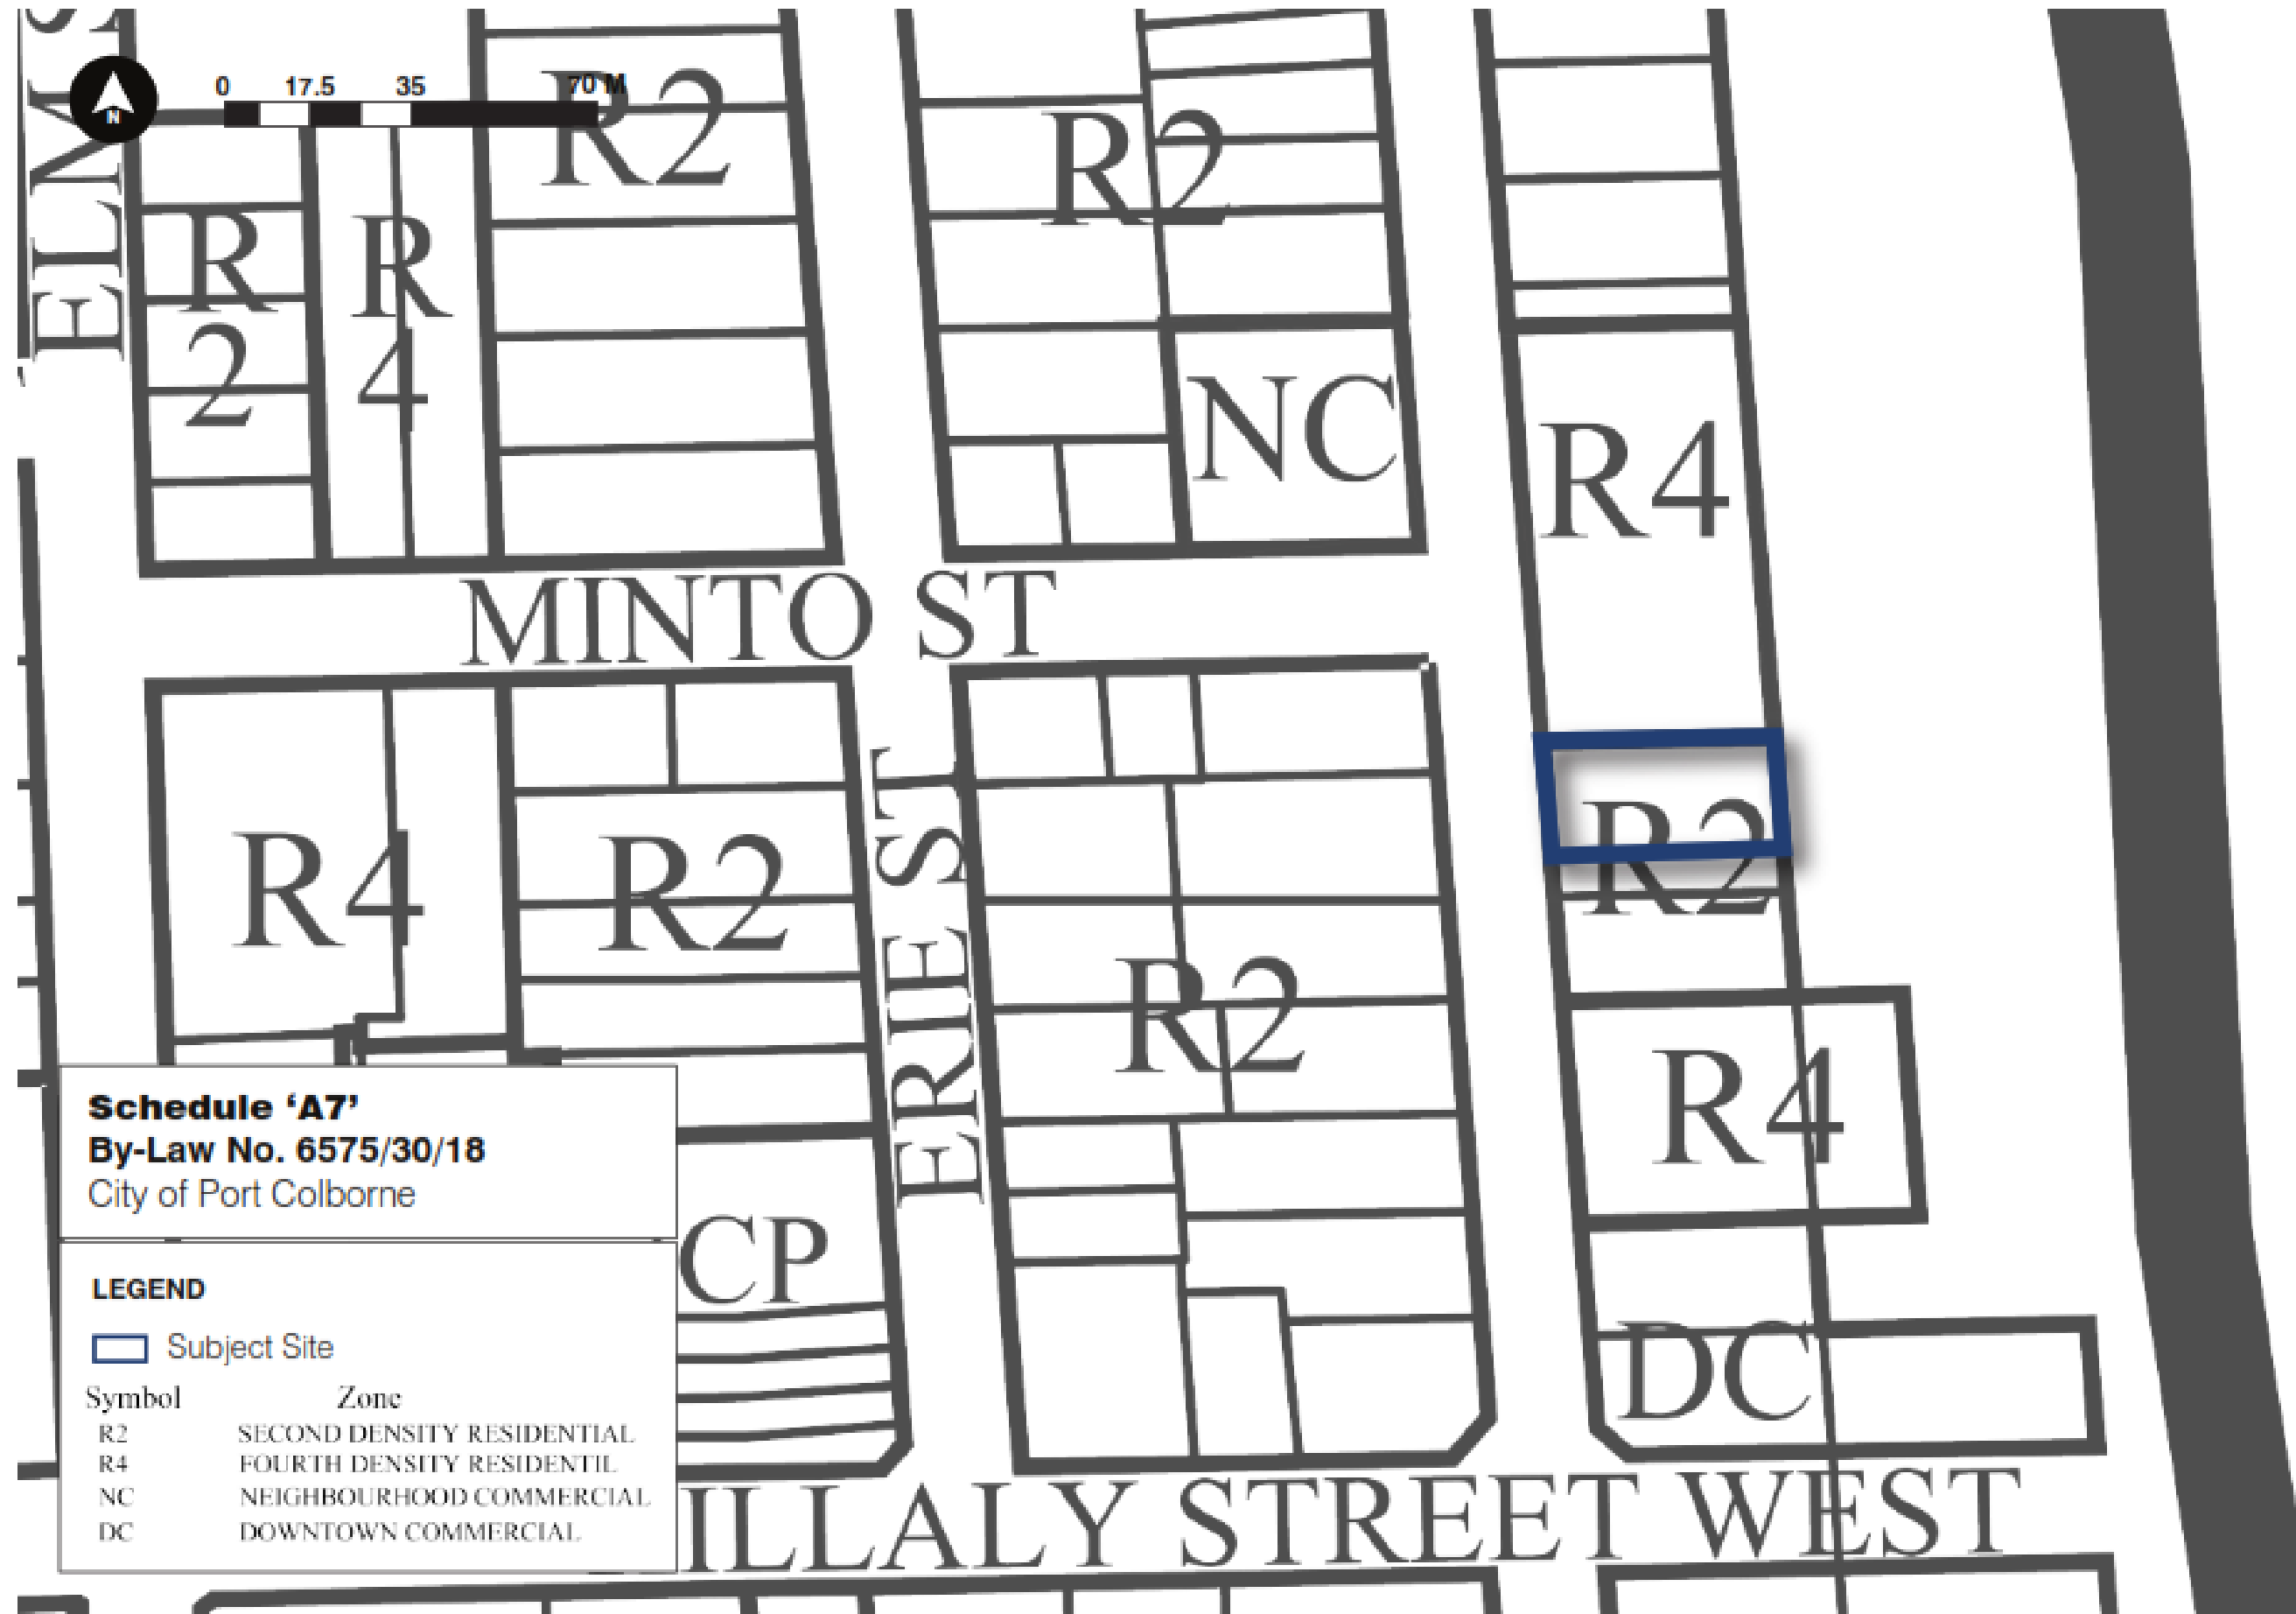 ELM S
N
0 17.5 35 70 M
R2
R2
R
2
R
4
NC
R4
MINTO ST
R4
R2
ERIE ST
R2
R2
R4
CP
DC
ILLALY STREET WEST
Schedule ‘A7’
By-Law No. 6575/30/18
City of Port Colborne
LEGEND
Subject Site
Symbol Zone
R2 SECOND DENSITY RESIDENTIAL
R4 FOURTH DENSITY RESIDENTIL
NC NEIGHBOURHOOD COMMERCIAL
DC DOWNTOWN COMMERCIAL